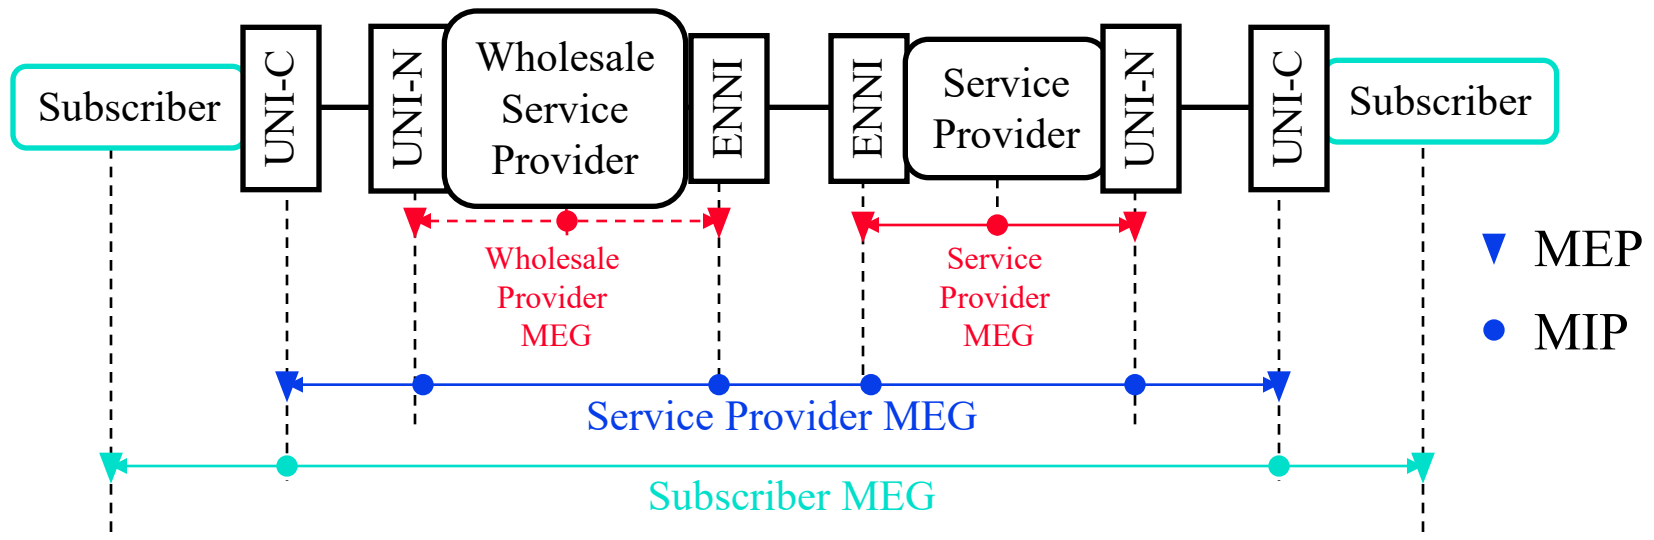 Subscriber
UNI-C
UNI-N
Wholesale
Service
Provider
ENNI
ENNI
Service
Provider
UNI-N
UNI-C
Subscriber
Wholesale
Provider
MEG
Service
Provider
MEG
MEP
MIP
Service Provider MEG
Subscriber MEG